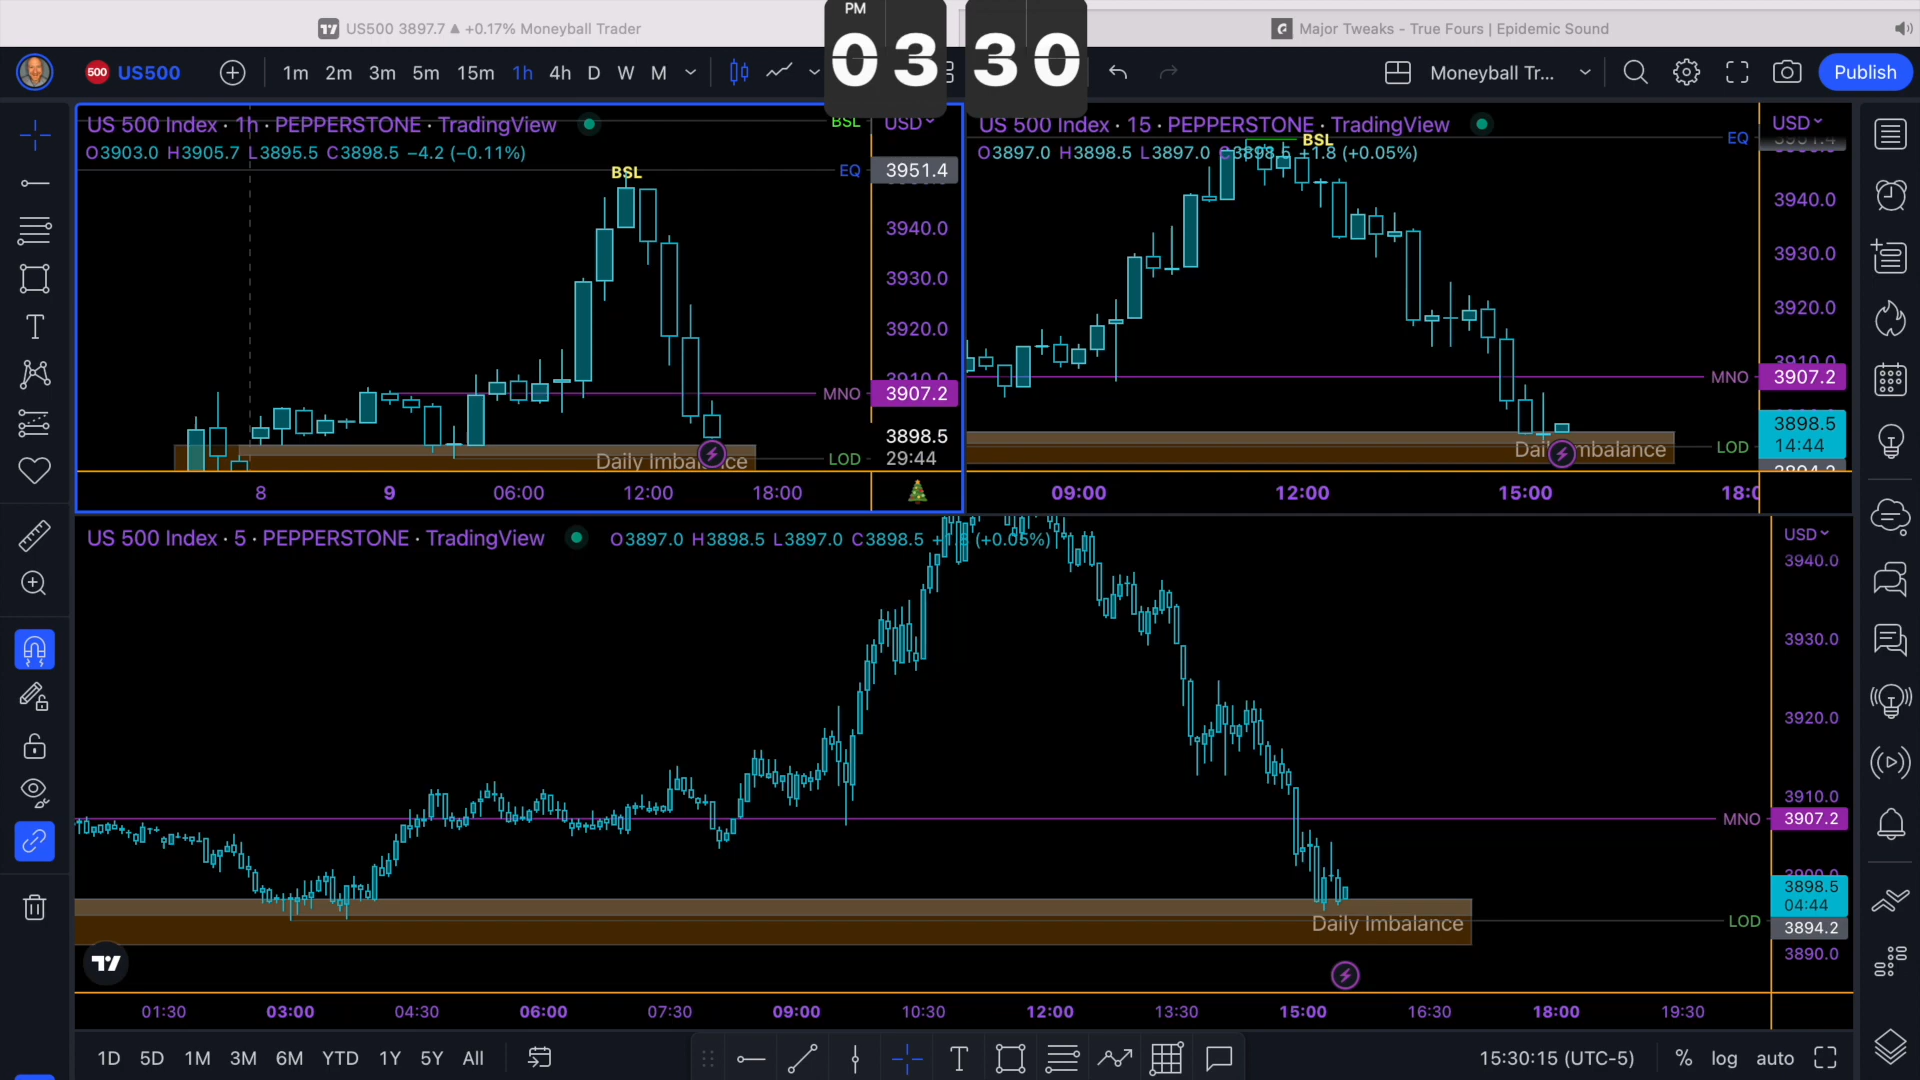 US500 3897.7 ▲ +0.17% Moneyball Trader
Major Tweaks - True Fours | Epidemic Sound
PM
03 30
500 US500 1m 2m 3m 5m 15m 1h 4h D W M
Moneyball Tr... Publish
US 500 Index · 1h · PEPPERSTONE · TradingView
O3903.0 H3905.7 L3895.5 C3898.5 −4.2 (−0.11%)
BSL USD
EQ 3951.4
BSL
3940.0
3930.0
3920.0
3910.0
MNO 3907.2
3898.5
LOD 29:44
Daily Imbalance
8 9 06:00 12:00 18:00
US 500 Index · 15 · PEPPERSTONE · TradingView
O3897.0 H3898.5 L3897.0 C3898.5 +1.8 (+0.05%)
BSL
USD
EQ
3940.0
3930.0
3920.0
3910.0
MNO 3907.2
3898.5
14:44
LOD
3894.2
Daily Imbalance
09:00 12:00 15:00
US 500 Index · 5 · PEPPERSTONE · TradingView
O3897.0 H3898.5 L3897.0 C3898.5 (+0.05%)
USD
3940.0
3930.0
3920.0
3910.0
MNO 3907.2
3900.0
3898.5
04:44
LOD 3894.2
3890.0
Daily Imbalance
01:30 03:00 04:30 06:00 07:30 09:00 10:30 12:00 13:30 15:00 16:30 18:00 19:30
1D 5D 1M 3M 6M YTD 1Y 5Y All
15:30:15 (UTC-5) % log auto